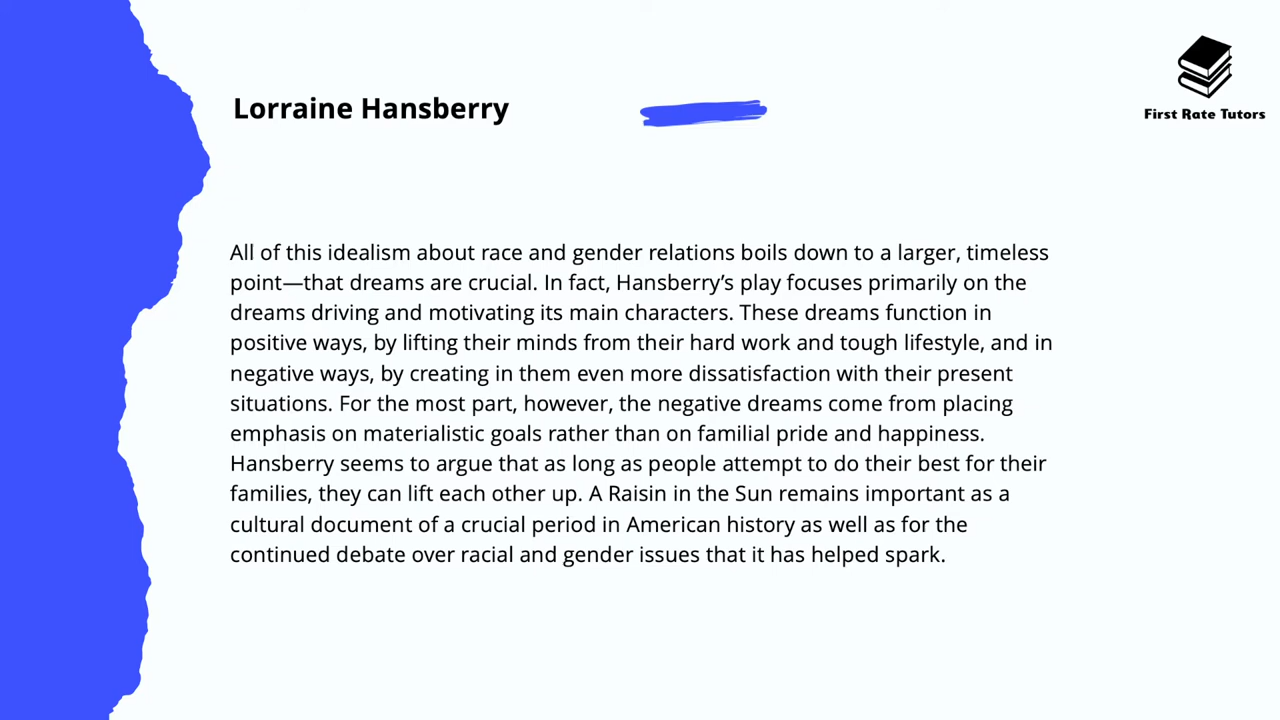 Lorraine Hansberry
First Rate Tutors
All of this idealism about race and gender relations boils down to a larger, timeless
point—that dreams are crucial. In fact, Hansberry’s play focuses primarily on the
dreams driving and motivating its main characters. These dreams function in
positive ways, by lifting their minds from their hard work and tough lifestyle, and in
negative ways, by creating in them even more dissatisfaction with their present
situations. For the most part, however, the negative dreams come from placing
emphasis on materialistic goals rather than on familial pride and happiness.
Hansberry seems to argue that as long as people attempt to do their best for their
families, they can lift each other up. A Raisin in the Sun remains important as a
cultural document of a crucial period in American history as well as for the
continued debate over racial and gender issues that it has helped spark.